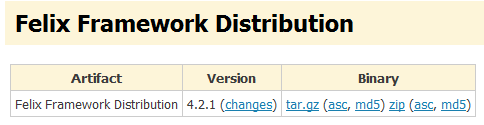 Felix Framework Distribution
Artifact Version Binary
Felix Framework Distribution 4.2.1 (changes) tar.gz (asc, md5) zip (asc, md5)